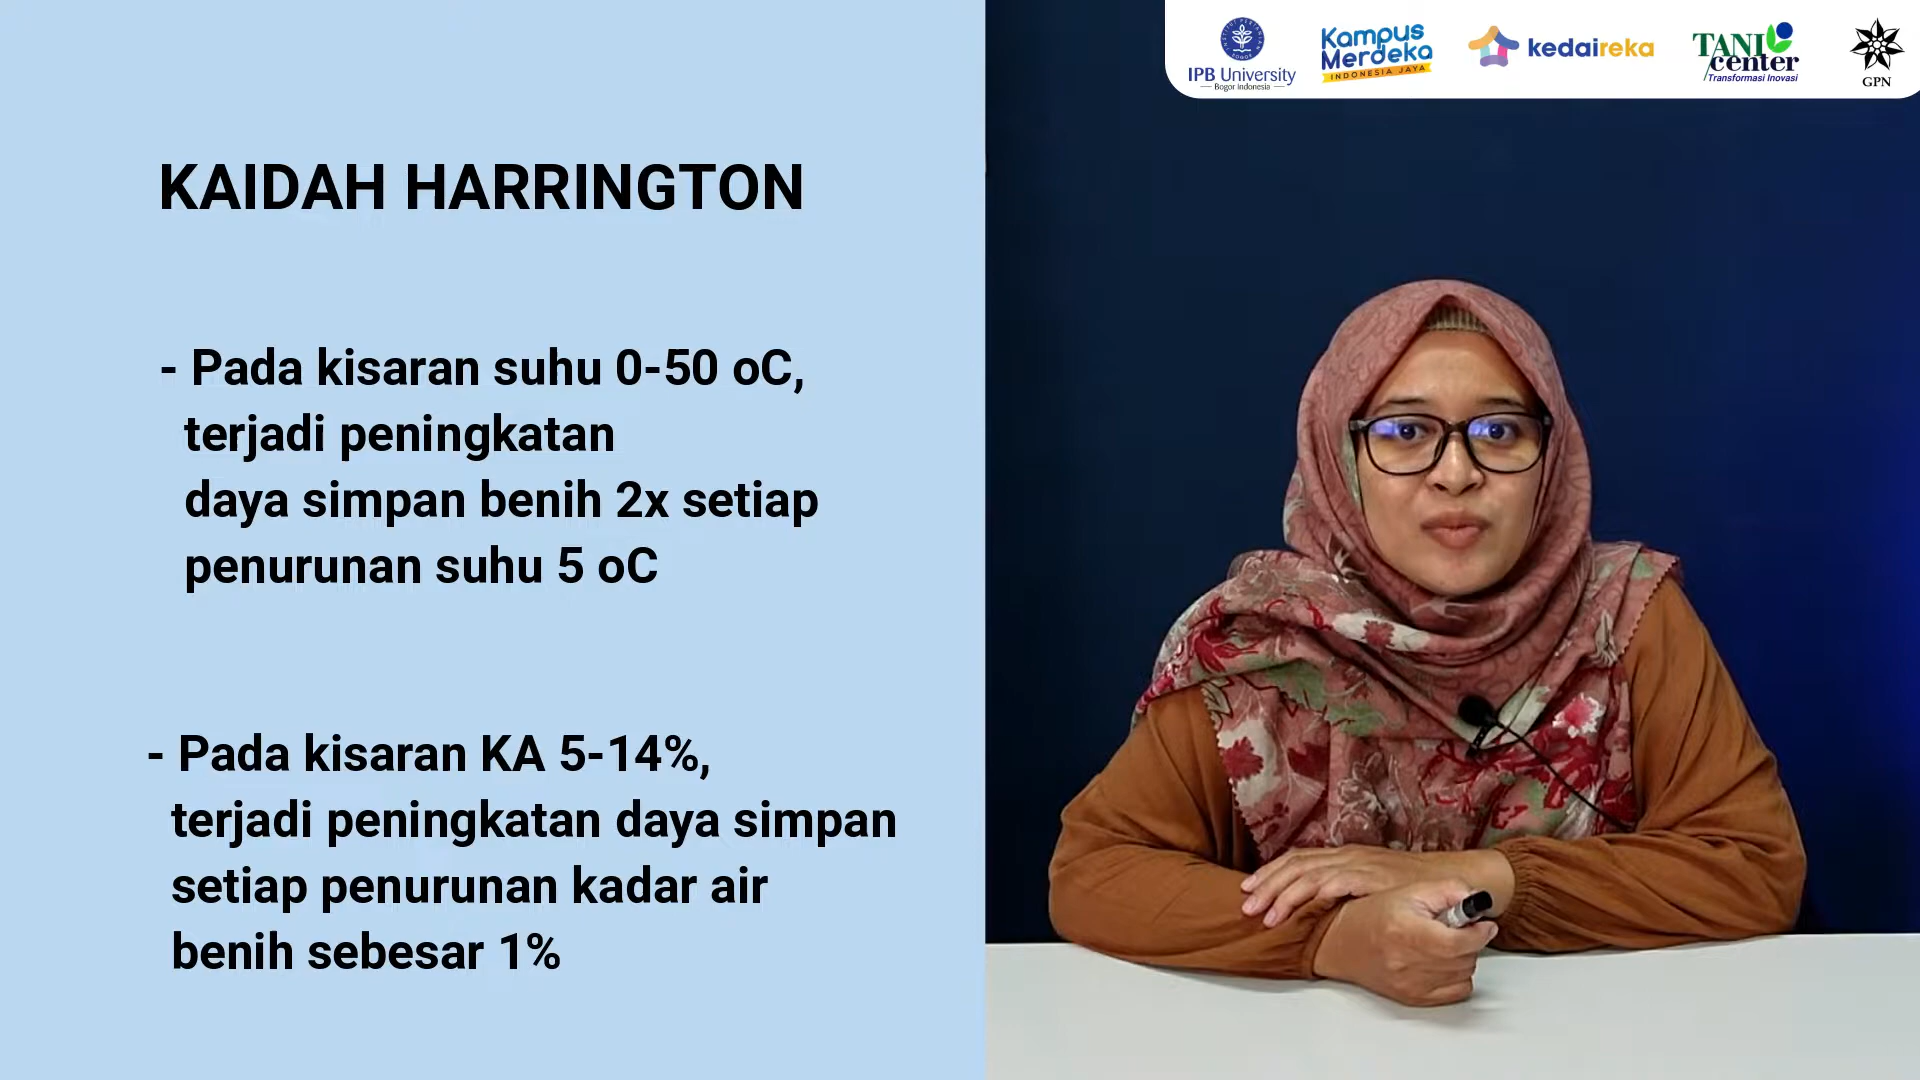 IPB University
Bogor Indonesia
Kampus
Merdeka
INDONESIA JAYA
kedaireka
TANI
center
Transformasi Inovasi
GPN
KAIDAH HARRINGTON
- Pada kisaran suhu 0-50 oC,
terjadi peningkatan
daya simpan benih 2x setiap
penurunan suhu 5 oC
- Pada kisaran KA 5-14%,
terjadi peningkatan daya simpan
setiap penurunan kadar air
benih sebesar 1%